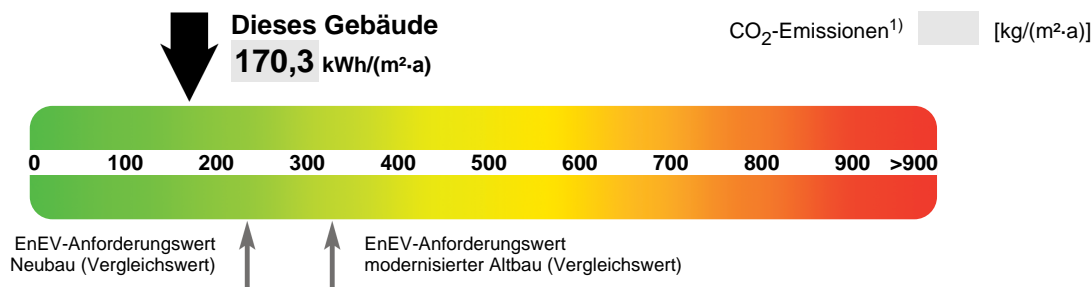 Dieses Gebäude
170,3 kWh/(m²·a)
CO₂-Emissionen¹⁾ [kg/(m²·a)]
0 100 200 300 400 500 600 700 800 900 >900
EnEV-Anforderungswert
Neubau (Vergleichswert)
EnEV-Anforderungswert
modernisierter Altbau (Vergleichswert)